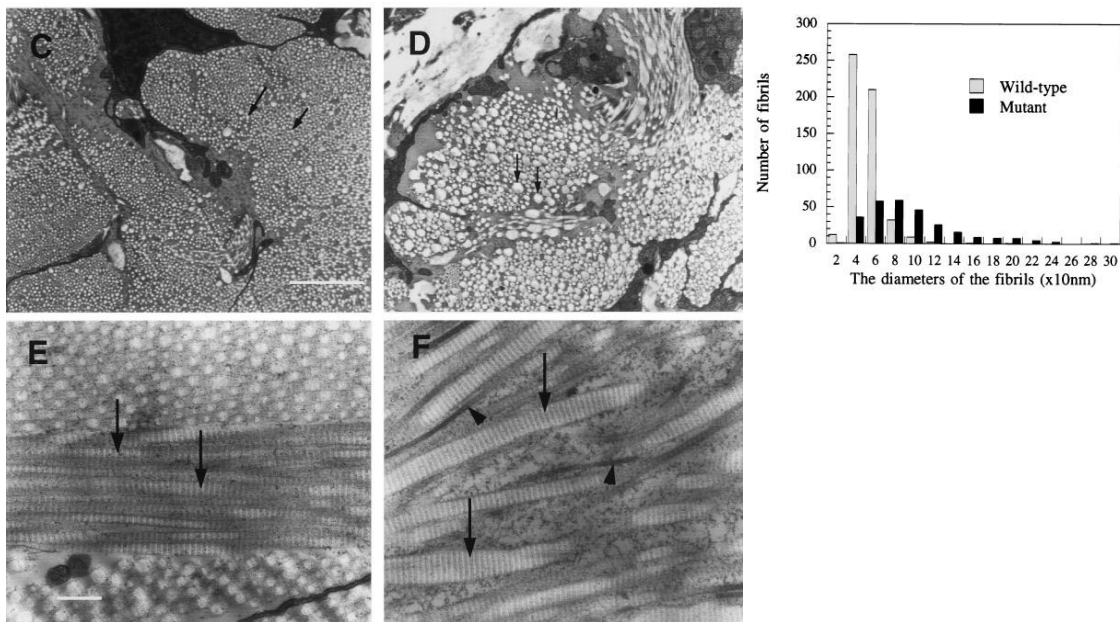 C
D
E
F
300
250
200
150
100
50
0
Number of fibrils
Wild-type
Mutant
2 4 6 8 10 12 14 16 18 20 22 24 26 28 30
The diameters of the fibrils (x10nm)